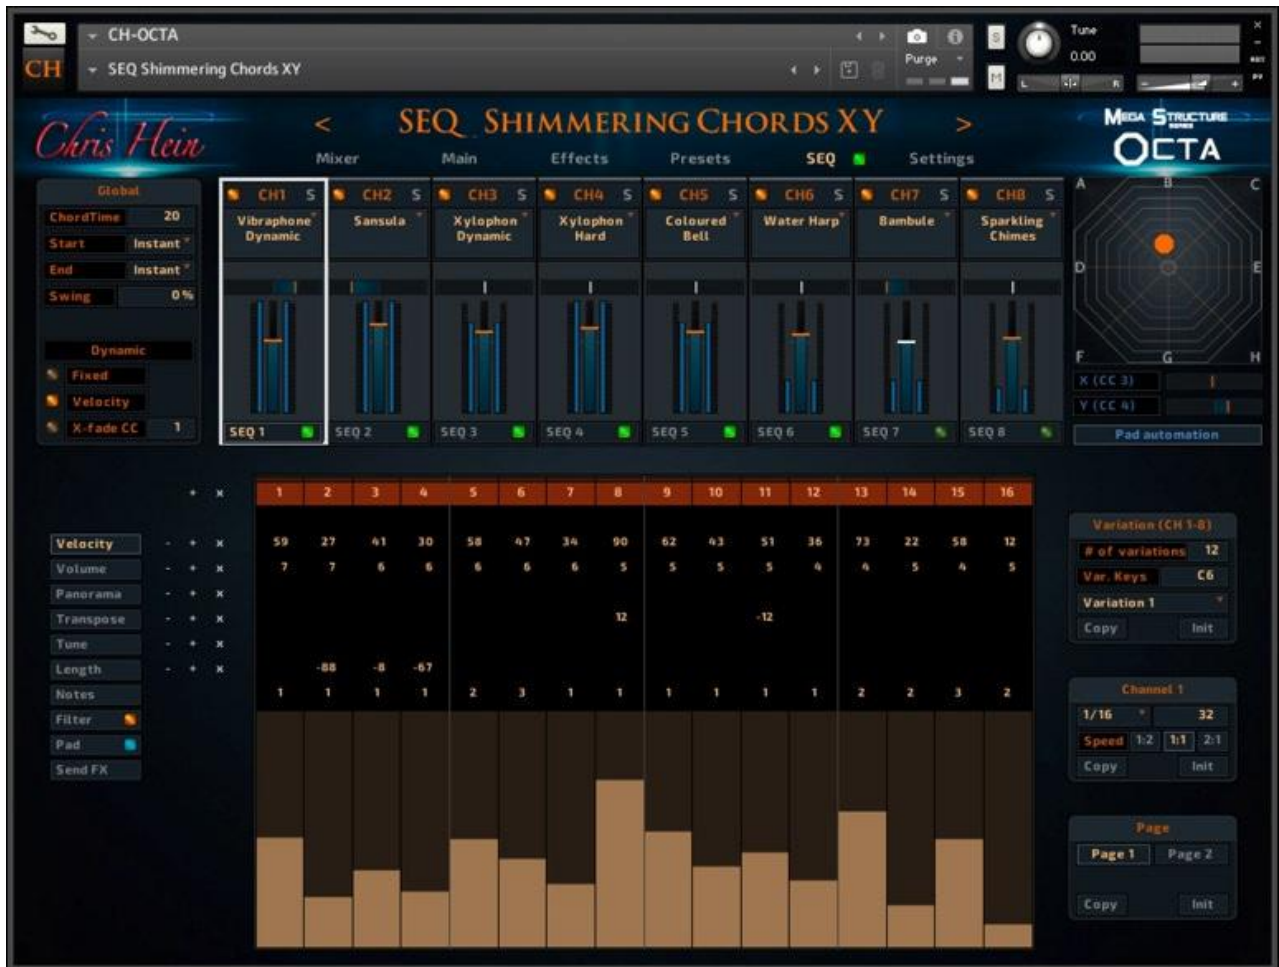 CH-OCTA
SEQ Shimmering Chords XY
CH
Purge
S
M
Tune
0.00
L R
- +
Chris Hein
< SEQ SHIMMERING CHORDS XY >
MEGA STRUCTURE
SERIES
OCTA
Mixer Main Effects Presets SEQ Settings
Global
ChordTime 20
Start Instant
End Instant
Swing 0%
Dynamic
Fixed
Velocity
X-fade CC 1
CH1 S CH2 S CH3 S CH4 S CH5 S CH6 S CH7 S CH8 S
Vibraphone Dynamic
Sansula
Xylophon Dynamic
Xylophon Hard
Coloured Bell
Water Harp
Bambule
Sparkling Chimes
SEQ 1 SEQ 2 SEQ 3 SEQ 4 SEQ 5 SEQ 6 SEQ 7 SEQ 8
A B C
D E
F G H
X (CC 3)
Y (CC 4)
Pad automation
+ x 1 2 3 4 5 6 7 8 9 10 11 12 13 14 15 16
Velocity - + x 59 27 41 30 58 47 34 90 62 43 51 36 73 22 58 12
Volume - + x 7 7 6 6 6 6 6 5 5 5 5 4 4 5 4 5
Panorama - + x
Transpose - + x 12 -12
Tune - + x
Length - + x -88 -8 -67
Notes 1 1 1 1 2 3 1 1 1 1 1 1 2 2 3 2
Filter
Pad
Send FX
Variation (CH 1-8)
# of variations 12
Var. Keys C6
Variation 1
Copy Init
Channel 1
1/16 32
Speed 1:2 1:1 2:1
Copy Init
Page
Page 1 Page 2
Copy Init